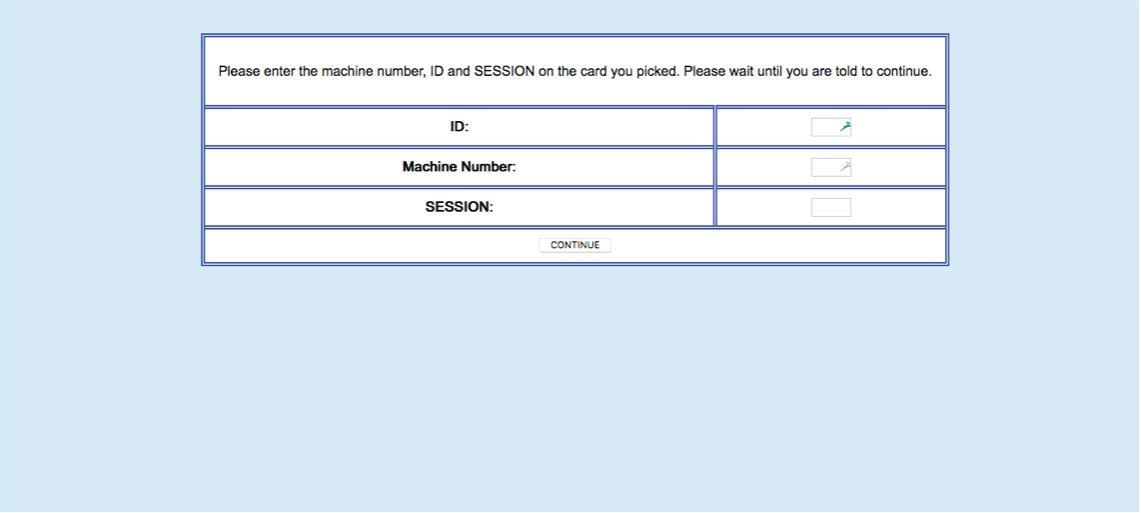 Please enter the machine number, ID and SESSION on the card you picked. Please wait until you are told to continue.
ID:
Machine Number:
SESSION:
CONTINUE